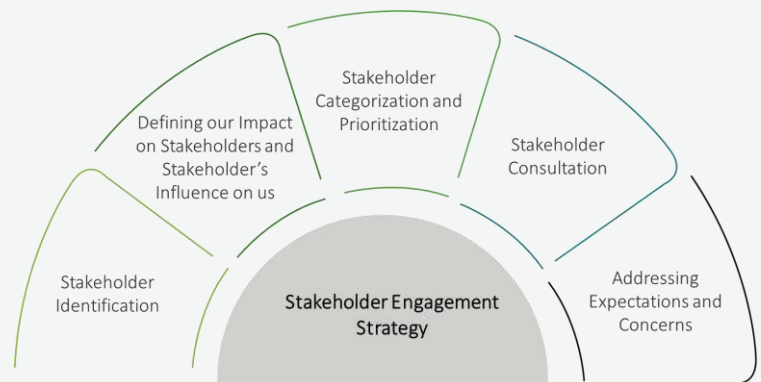 Stakeholder
Identification
Defining our Impact
on Stakeholders and
Stakeholder’s
Influence on us
Stakeholder
Categorization and
Prioritization
Stakeholder
Consultation
Addressing
Expectations and
Concerns
Stakeholder Engagement
Strategy